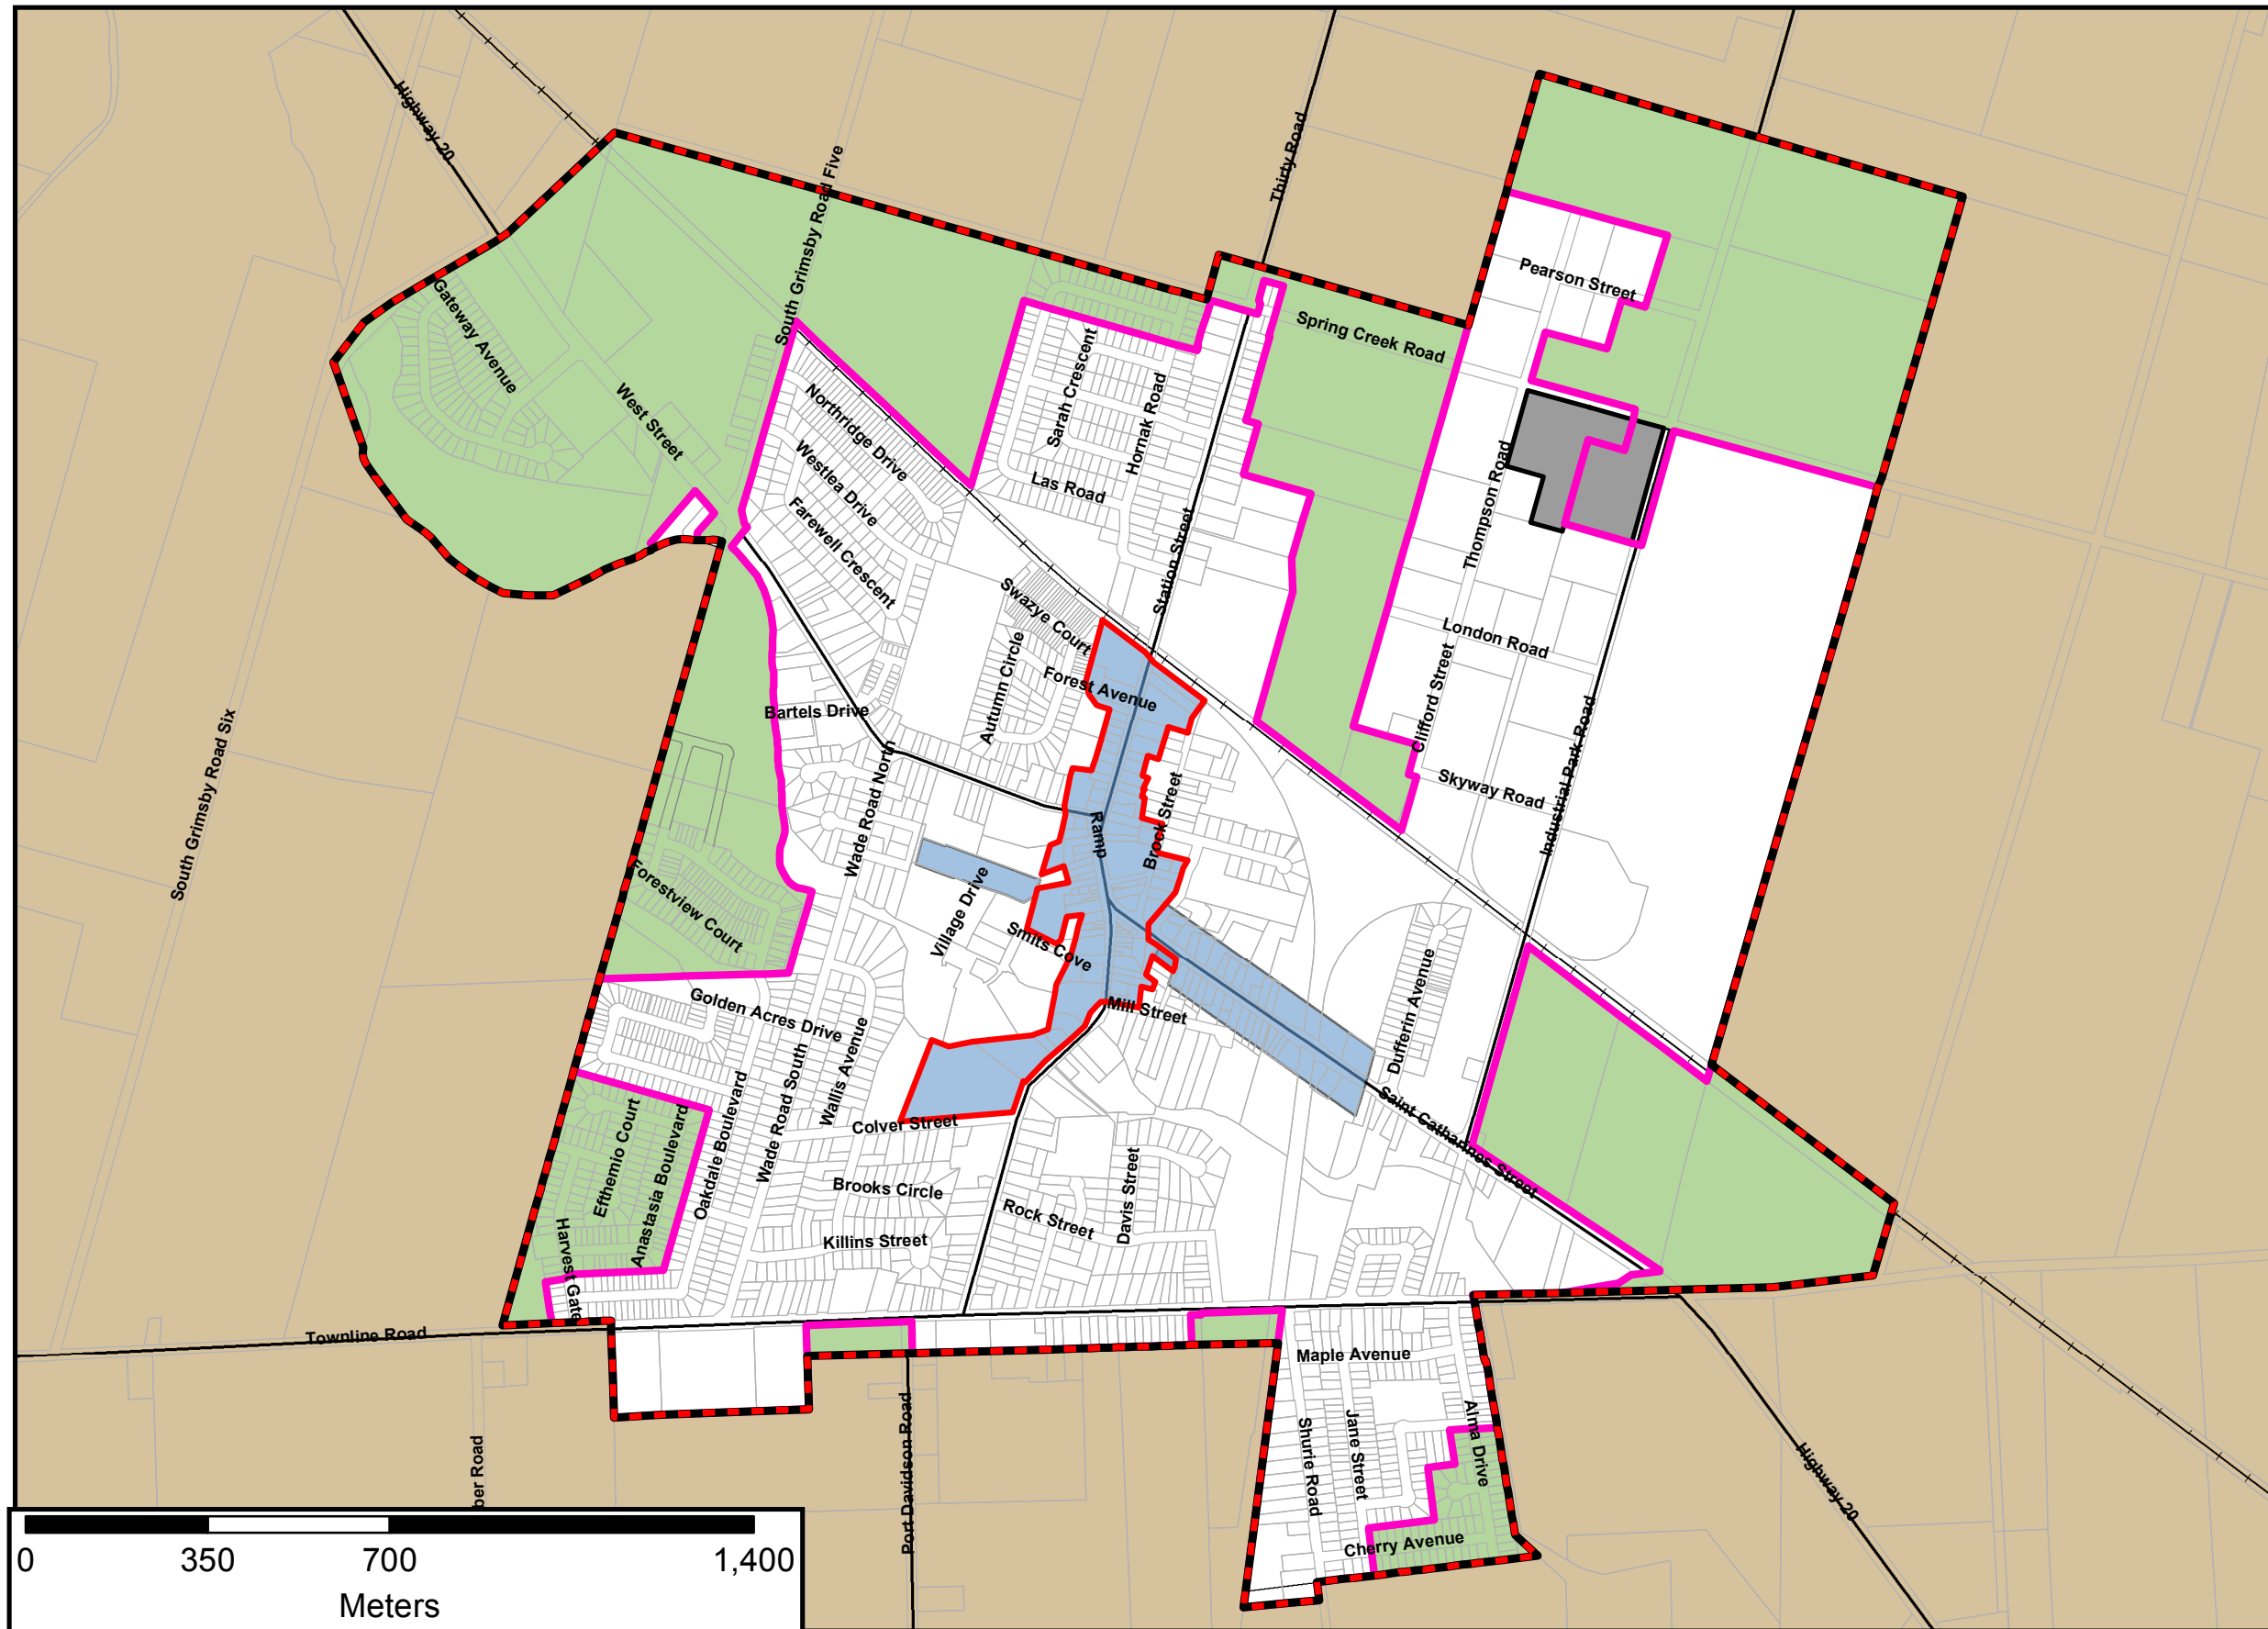 Highway 20
South Grimsby Road Five
Thirty Road
Pearson Street
Spring Creek Road
Gateway Avenue
West Street
Northridge Drive
Sarah Crescent
Hornak Road
Westlea Drive
Las Road
Farewell Crescent
Thompson Road
Station Street
Swazye Court
London Road
Autumn Circle
Forest Avenue
Clifford Street
Bartels Drive
Industrial Park Road
Skyway Road
South Grimsby Road Six
Wade Road North
Ramp
Brock Street
Village Drive
Forestview Court
Smits Cove
Golden Acres Drive
Mill Street
Dufferin Avenue
Wallis Avenue
Wade Road South
Oakdale Boulevard
Colver Street
Saint Catharines Street
Efthemio Court
Anastasia Boulevard
Brooks Circle
Davis Street
Rock Street
Killins Street
Harvest Gate
Townline Road
Maple Avenue
Port Davidson Road
Shurie Road
Jane Street
Alma Drive
Highway 20
ber Road
Cherry Avenue
0 350 700 1,400
Meters